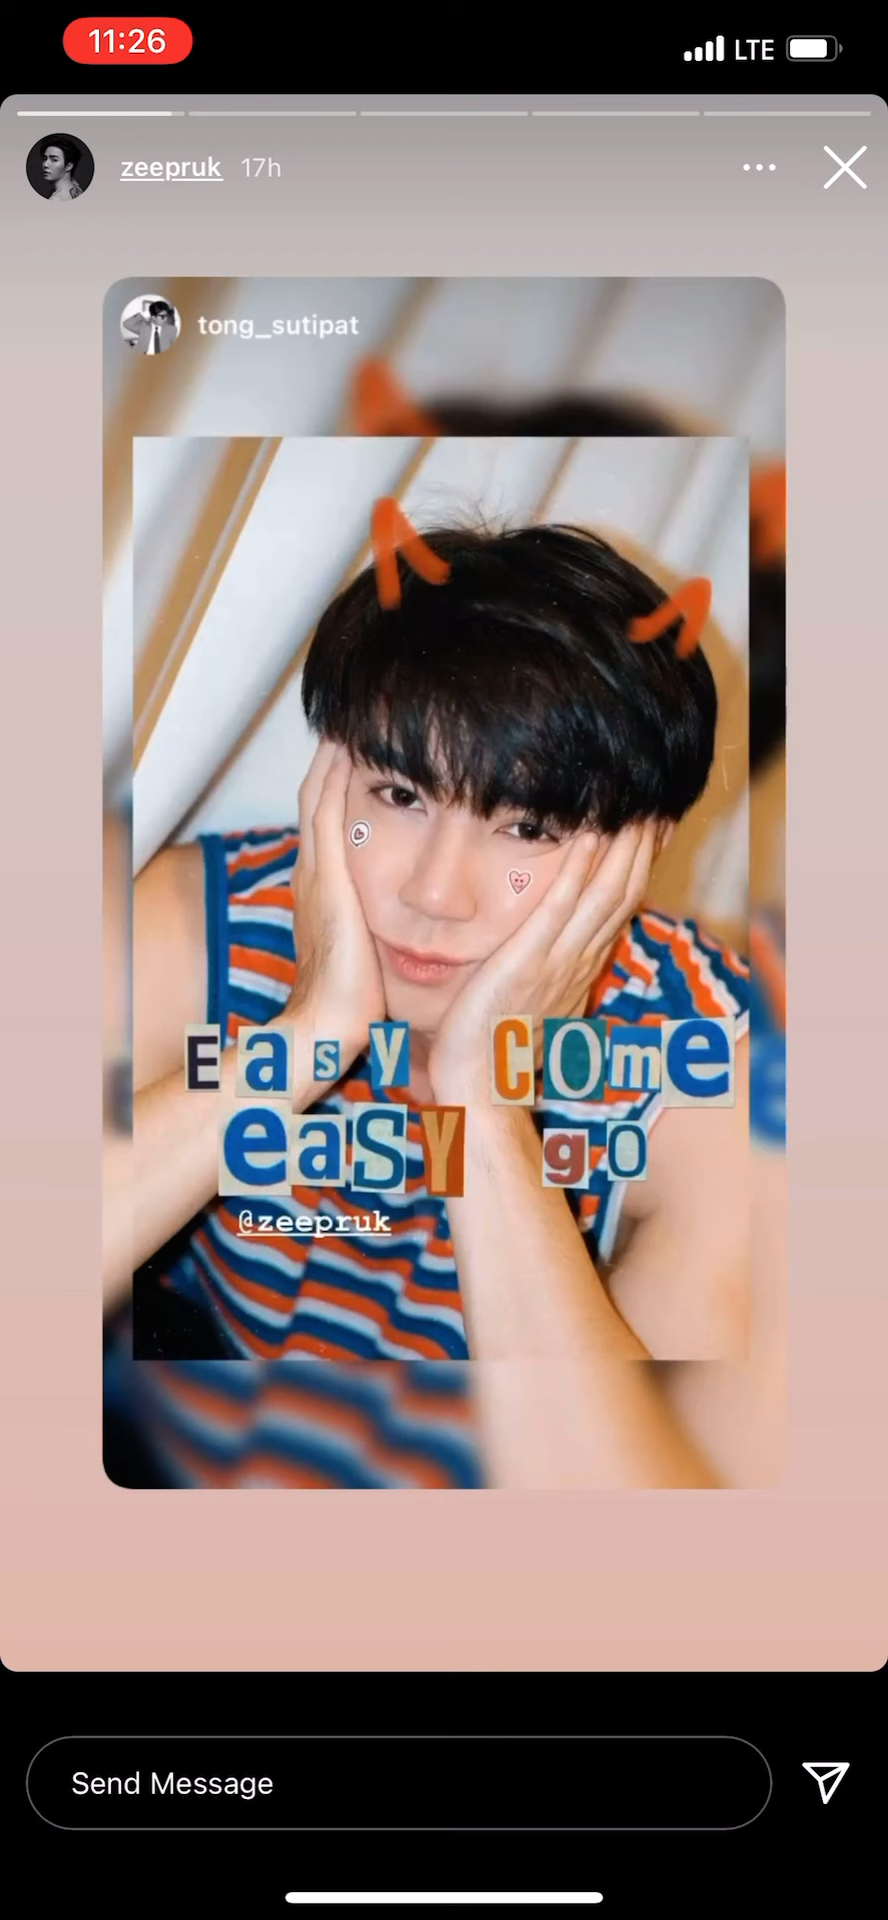 11:26 LTE
zeepruk 17h
tong_sutipat
Easy Come
easY go
@zeepruk
Send Message